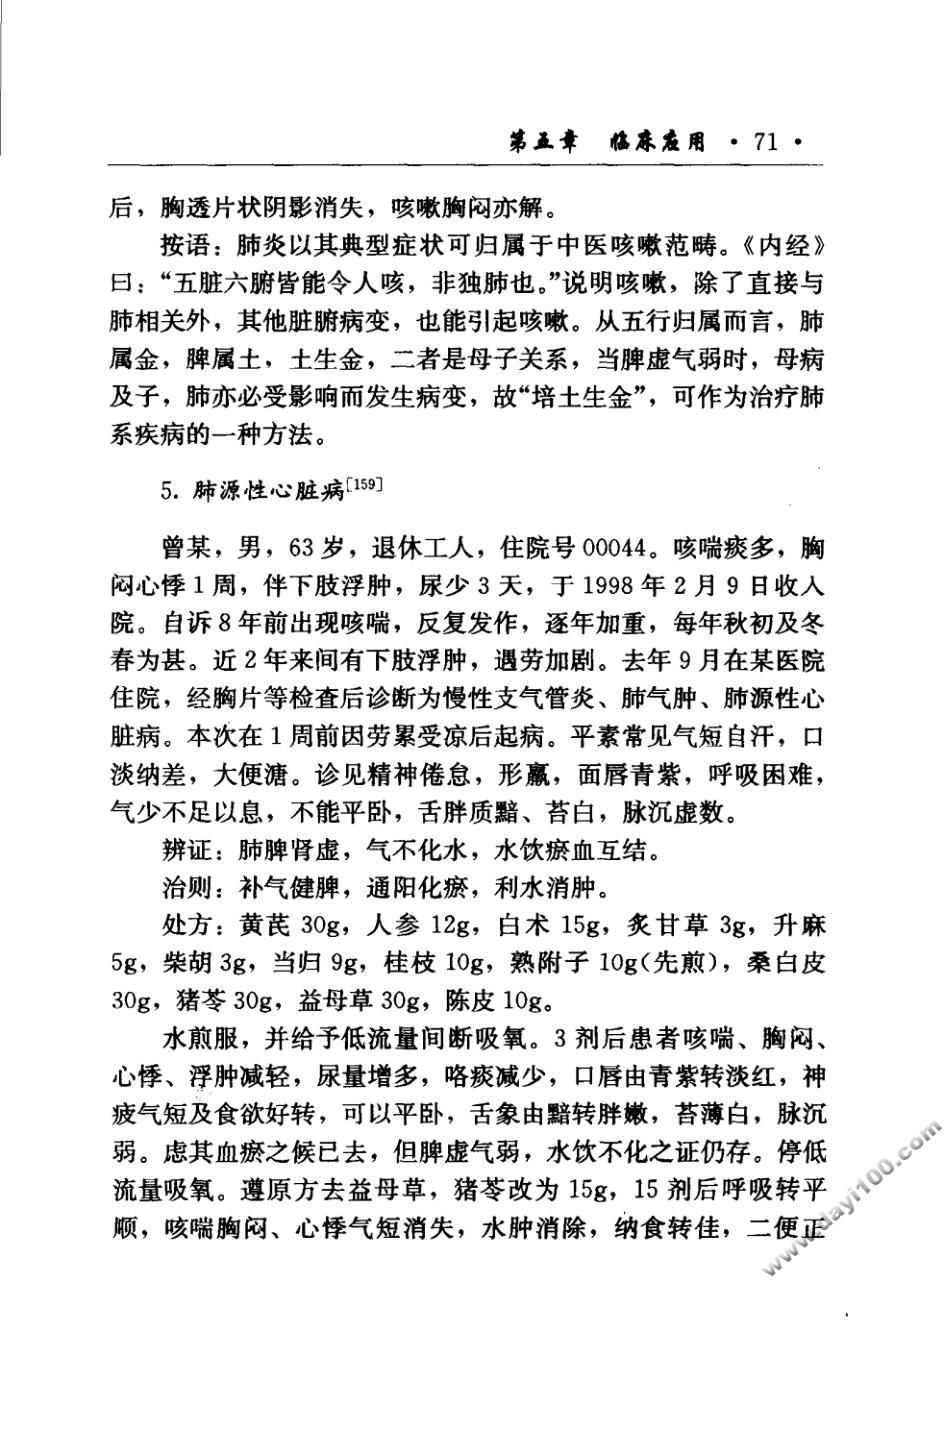 第五章 临床应用 · 71 ·
后，胸透片状阴影消失，咳嗽胸闷亦解。
按语：肺炎以其典型症状可归属于中医咳嗽范畴。《内经》
曰：“五脏六腑皆能令人咳，非独肺也。”说明咳嗽，除了直接与
肺相关外，其他脏腑病变，也能引起咳嗽。从五行归属而言，肺
属金，脾属土，土生金，二者是母子关系，当脾虚气弱时，母病
及子，肺亦必受影响而发生病变，故“培土生金”，可作为治疗肺
系疾病的一种方法。
5. 肺源性心脏病[159]
曾某，男，63 岁，退休工人，住院号 00044。咳喘痰多，胸
闷心悸 1 周，伴下肢浮肿，尿少 3 天，于 1998 年 2 月 9 日收入
院。自诉 8 年前出现咳喘，反复发作，逐年加重，每年秋初及冬
春为甚。近 2 年来间有下肢浮肿，遇劳加剧。去年 9 月在某医院
住院，经胸片等检查后诊断为慢性支气管炎、肺气肿、肺源性心
脏病。本次在 1 周前因劳累受凉后起病。平素常见气短自汗，口
淡纳差，大便溏。诊见精神倦怠，形羸，面唇青紫，呼吸困难，
气少不足以息，不能平卧，舌胖质黯、苔白，脉沉虚数。
辨证：肺脾肾虚，气不化水，水饮瘀血互结。
治则：补气健脾，通阳化瘀，利水消肿。
处方：黄芪 30g，人参 12g，白术 15g，炙甘草 3g，升麻
5g，柴胡 3g，当归 9g，桂枝 10g，熟附子 10g(先煎)，桑白皮
30g，猪苓 30g，益母草 30g，陈皮 10g。
水煎服，并给予低流量间断吸氧。3 剂后患者咳喘、胸闷、
心悸、浮肿减轻，尿量增多，咯痰减少，口唇由青紫转淡红，神
疲气短及食欲好转，可以平卧，舌象由黯转胖嫩，苔薄白，脉沉
弱。虑其血瘀之候已去，但脾虚气弱，水饮不化之证仍存。停低
流量吸氧。遵原方去益母草，猪苓改为 15g，15 剂后呼吸转平
顺，咳喘胸闷、心悸气短消失，水肿消除，纳食转佳，二便正
www.dayi100.com